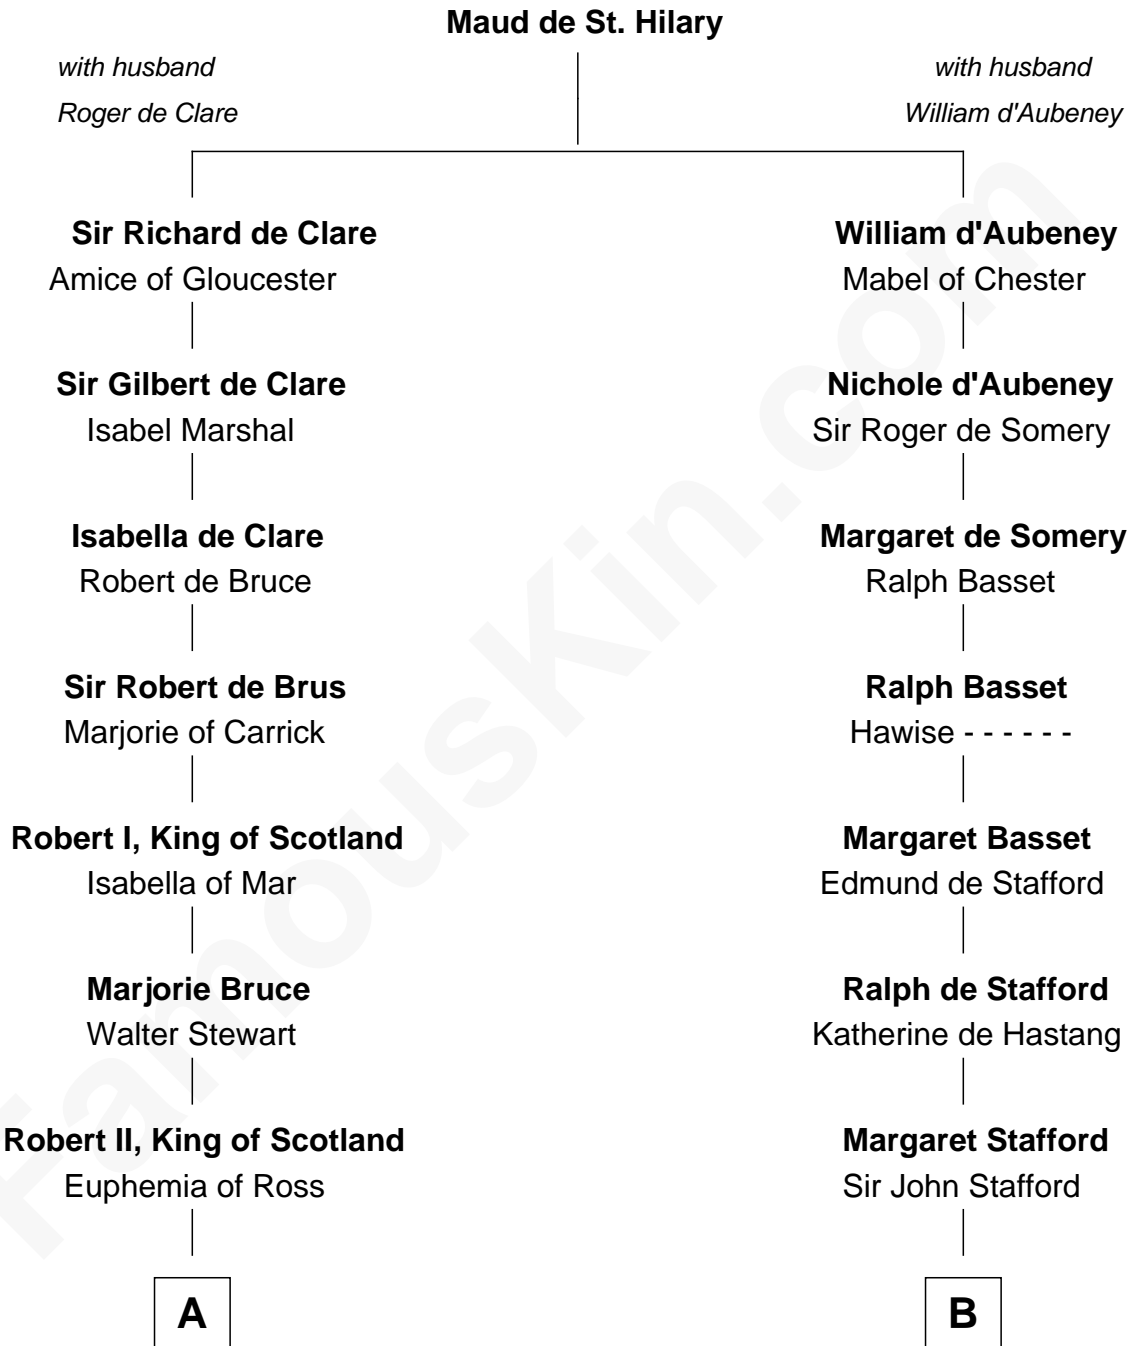 Maud de St. Hilary
with husband
Roger de Clare
with husband
William d'Aubeney
Sir Richard de Clare
Amice of Gloucester
William d'Aubeney
Mabel of Chester
Sir Gilbert de Clare
Isabel Marshal
Nichole d'Aubeney
Sir Roger de Somery
Isabella de Clare
Robert de Bruce
Margaret de Somery
Ralph Basset
Sir Robert de Brus
Marjorie of Carrick
Ralph Basset
Hawise - - - - - -
Robert I, King of Scotland
Isabella of Mar
Margaret Basset
Edmund de Stafford
Marjorie Bruce
Walter Stewart
Ralph de Stafford
Katherine de Hastang
Robert II, King of Scotland
Euphemia of Ross
Margaret Stafford
Sir John Stafford
A
B
FamousKin.com